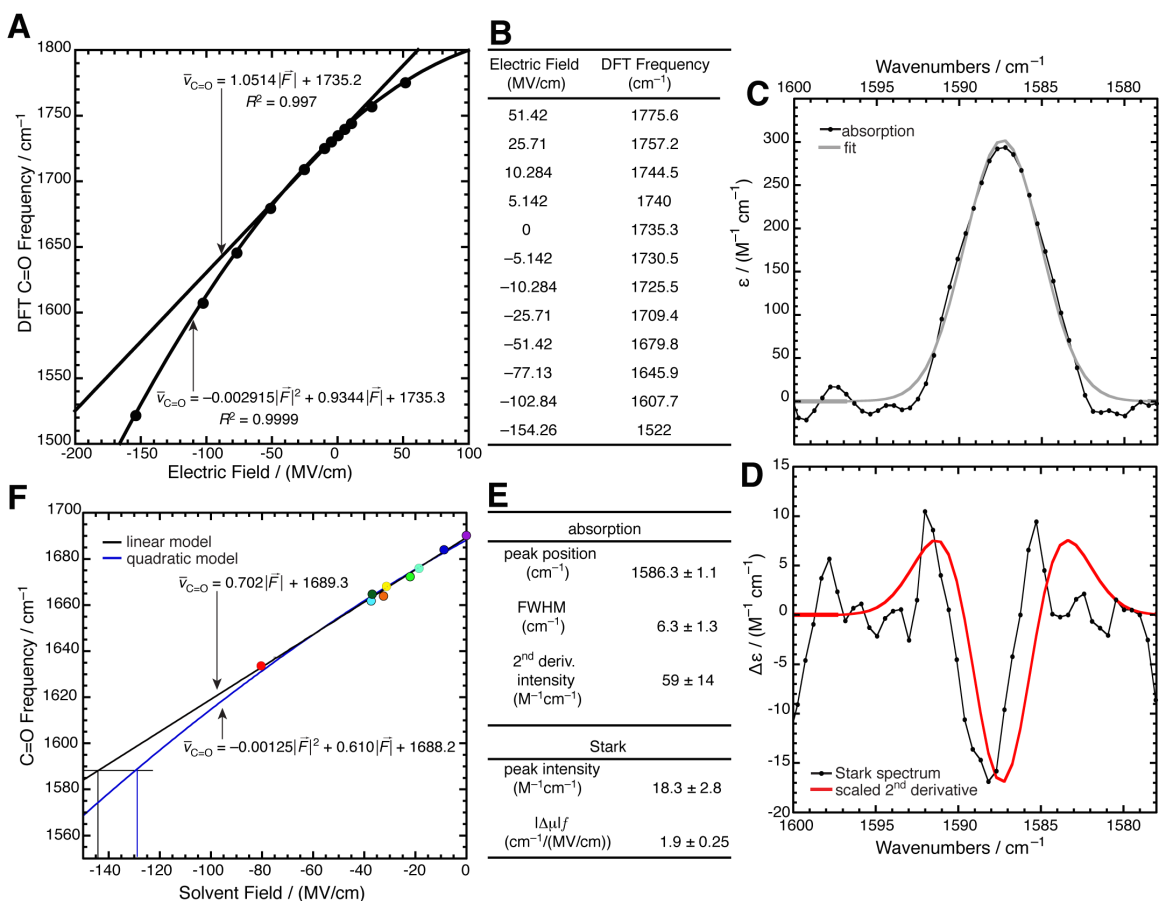 A
1800
1750
1700
1650
1600
1550
1500
-200
-150
-100
-50
0
50
100
DFT C=O Frequency / cm⁻¹
Electric Field / (MV/cm)
ν̅C=O = 1.0514|F⃗| + 1735.2
R² = 0.997
ν̅C=O = −0.002915|F⃗|² + 0.9344|F⃗| + 1735.3
R² = 0.9999
B
Electric Field DFT Frequency
(MV/cm) (cm⁻¹)
51.42 1775.6
25.71 1757.2
10.284 1744.5
5.142 1740
0 1735.3
−5.142 1730.5
−10.284 1725.5
−25.71 1709.4
−51.42 1679.8
−77.13 1645.9
−102.84 1607.7
−154.26 1522
C
Wavenumbers / cm⁻¹
1600 1595 1590 1585 1580
absorption
fit
300
250
200
150
100
50
0
ε / (M⁻¹ cm⁻¹)
D
15
10
5
0
-5
-10
-15
-20
Δε / (M⁻¹ cm⁻¹)
Stark spectrum
scaled 2nd derivative
1600 1595 1590 1585 1580
Wavenumbers / cm⁻¹
E
absorption
peak position
(cm⁻¹) 1586.3 ± 1.1
FWHM
(cm⁻¹) 6.3 ± 1.3
2nd deriv.
intensity 59 ± 14
(M⁻¹cm⁻¹)
Stark
peak intensity
(M⁻¹cm⁻¹) 18.3 ± 2.8
|Δμ|f
(cm⁻¹/(MV/cm)) 1.9 ± 0.25
F
1700
1680
1660
1640
1620
1600
1580
1560
C=O Frequency / cm⁻¹
linear model
quadratic model
ν̅C=O = 0.702|F⃗| + 1689.3
ν̅C=O = −0.00125|F⃗|² + 0.610|F⃗| + 1688.2
-140 -120 -100 -80 -60 -40 -20 0
Solvent Field / (MV/cm)